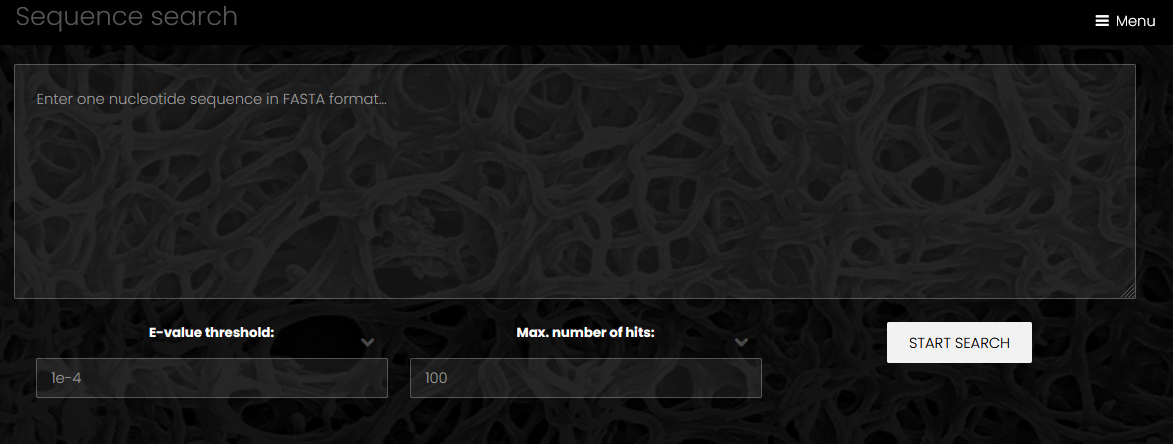 Sequence search
Menu
Enter one nucleotide sequence in FASTA format...
E-value threshold:
Max. number of hits:
START SEARCH
1e-4
100